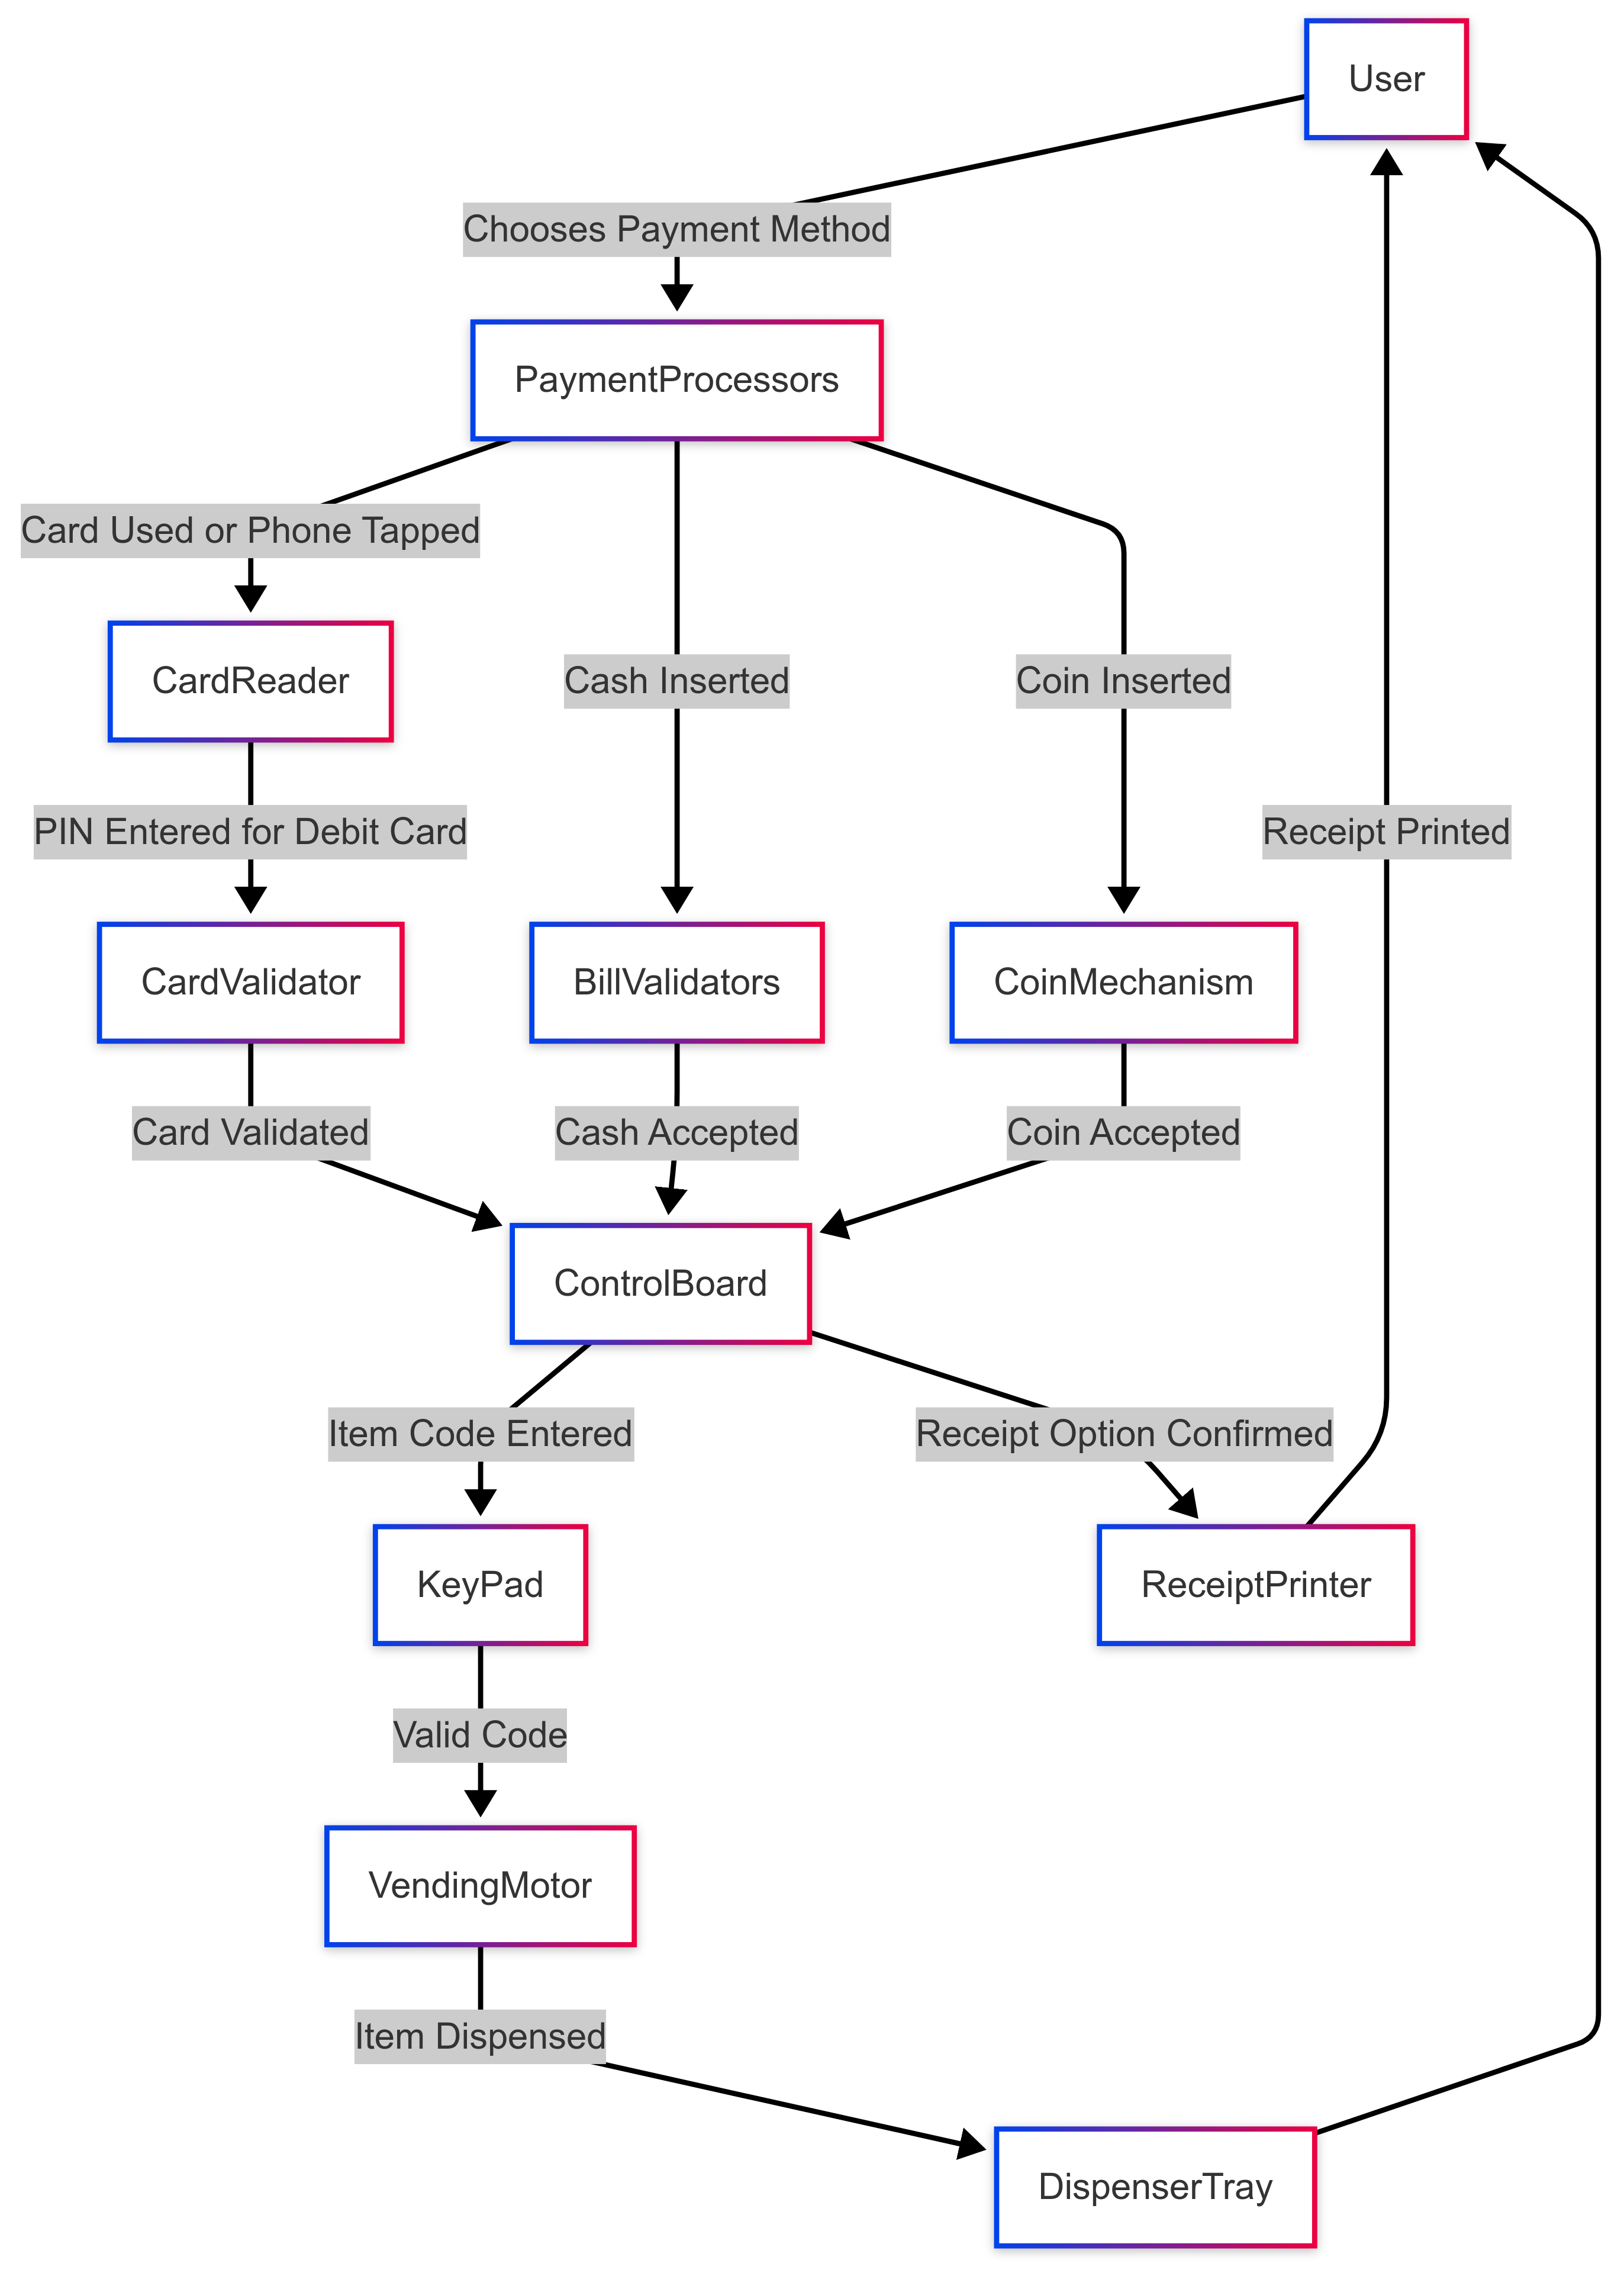 User
Chooses Payment Method
PaymentProcessors
Card Used or Phone Tapped
CardReader
Cash Inserted
Coin Inserted
PIN Entered for Debit Card
Receipt Printed
CardValidator
BillValidators
CoinMechanism
Card Validated
Cash Accepted
Coin Accepted
ControlBoard
Item Code Entered
Receipt Option Confirmed
KeyPad
ReceiptPrinter
Valid Code
VendingMotor
Item Dispensed
DispenserTray